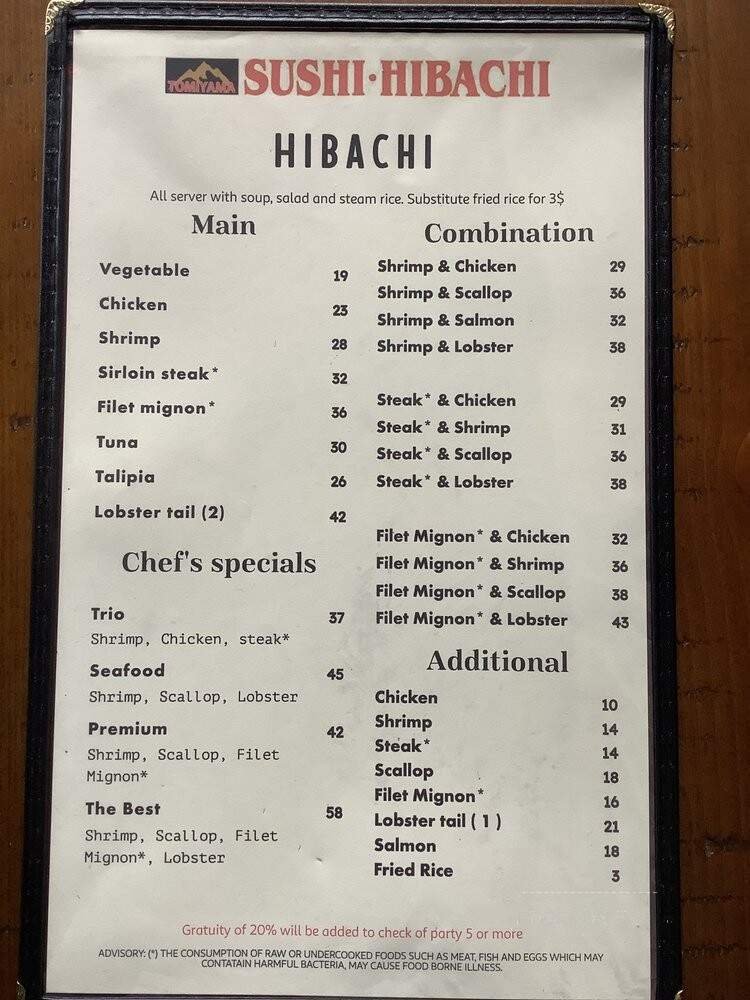 TOMIYAMA SUSHI·HIBACHI
HIBACHI
All server with soup, salad and steam rice. Substitute fried rice for 3$
Main
Vegetable 19
Chicken 23
Shrimp 28
Sirloin steak* 32
Filet mignon* 36
Tuna 30
Talipia 26
Lobster tail (2) 42
Chef's specials
Trio 37
Shrimp, Chicken, steak*
Seafood 45
Shrimp, Scallop, Lobster
Premium 42
Shrimp, Scallop, Filet
Mignon*
The Best 58
Shrimp, Scallop, Filet
Mignon*, Lobster
Combination
Shrimp & Chicken 29
Shrimp & Scallop 36
Shrimp & Salmon 32
Shrimp & Lobster 38
Steak* & Chicken 29
Steak* & Shrimp 31
Steak* & Scallop 36
Steak* & Lobster 38
Filet Mignon* & Chicken 32
Filet Mignon* & Shrimp 36
Filet Mignon* & Scallop 38
Filet Mignon* & Lobster 43
Additional
Chicken 10
Shrimp 14
Steak* 14
Scallop 18
Filet Mignon* 16
Lobster tail ( 1 ) 21
Salmon 18
Fried Rice 3
Gratuity of 20% will be added to check of party 5 or more
ADVISORY: (*) THE CONSUMPTION OF RAW OR UNDERCOOKED FOODS SUCH AS MEAT, FISH AND EGGS WHICH MAY
CONTATAIN HARMFUL BACTERIA, MAY CAUSE FOOD BORNE ILLNESS.